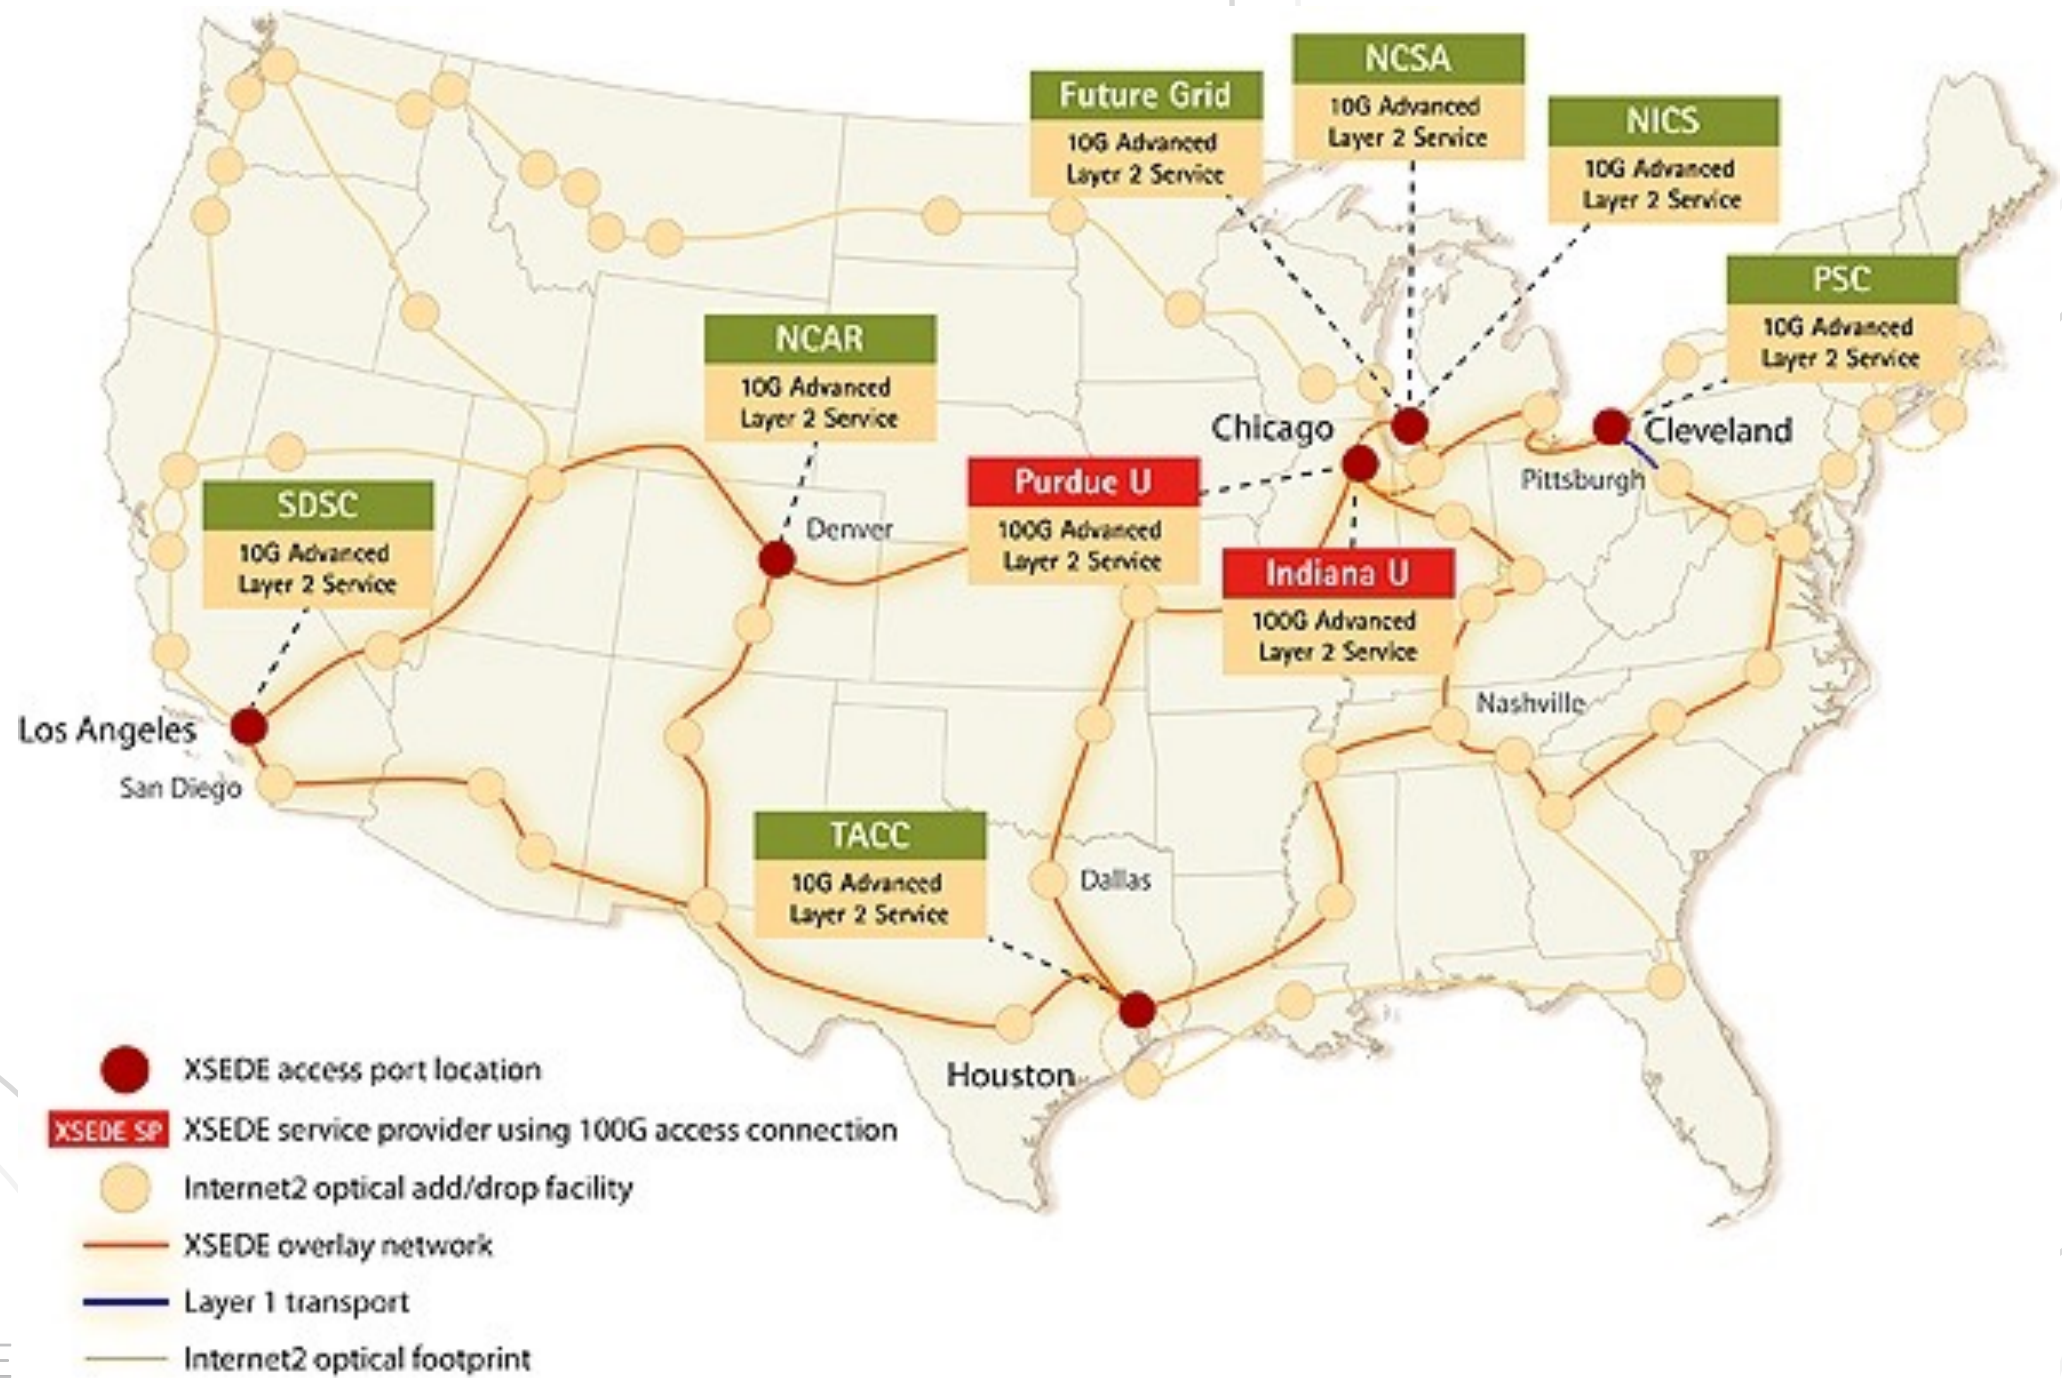 NCSA
10G Advanced
Layer 2 Service
Future Grid
10G Advanced
Layer 2 Service
NICS
10G Advanced
Layer 2 Service
PSC
10G Advanced
Layer 2 Service
NCAR
10G Advanced
Layer 2 Service
Chicago
Cleveland
Purdue U
100G Advanced
Layer 2 Service
Pittsburgh
SDSC
10G Advanced
Layer 2 Service
Denver
Indiana U
100G Advanced
Layer 2 Service
Nashville
Los Angeles
San Diego
TACC
10G Advanced
Layer 2 Service
Dallas
Houston
XSEDE access port location
XSEDE SP
XSEDE service provider using 100G access connection
Internet2 optical add/drop facility
XSEDE overlay network
Layer 1 transport
Internet2 optical footprint